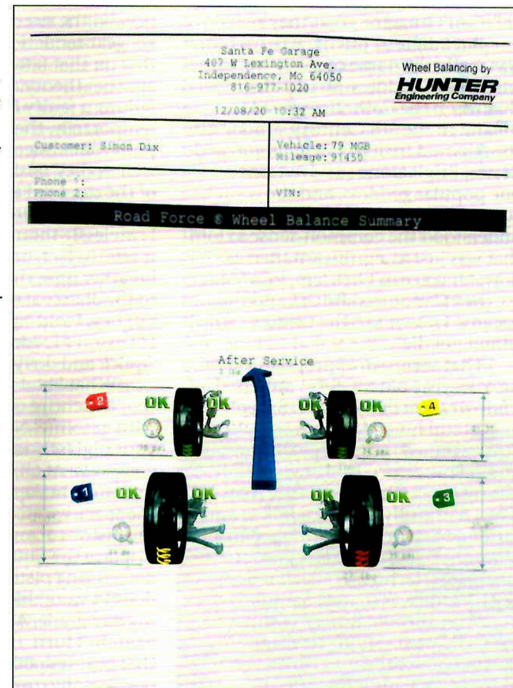 Santa Fe Garage
407 W Lexington Ave.
Independence, Mo 64050
816-977-1020
12/08/20 10:32 AM
Wheel Balancing by
HUNTER
Engineering Company
Customer: Simon Dix
Vehicle: 79 MGB
Mileage: 91450
Phone 1:
Phone 2:
VIN:
Road Force ® Wheel Balance Summary
After Service
2 OK OK
OK OK 4
1 OK OK
OK OK 3